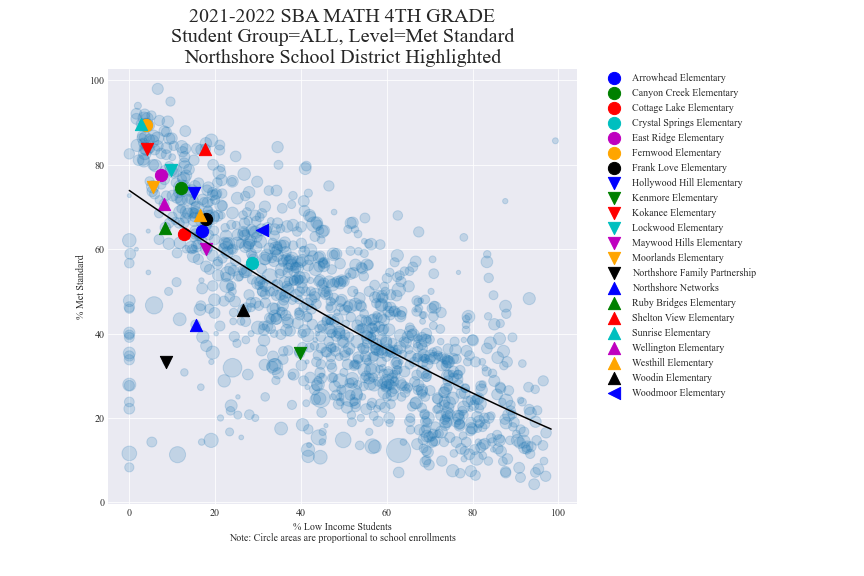 2021-2022 SBA MATH 4TH GRADE
Student Group=ALL, Level=Met Standard
Northshore School District Highlighted
100
80
60
40
20
0
% Met Standard
0 20 40 60 80 100
% Low Income Students
Note: Circle areas are proportional to school enrollments
Arrowhead Elementary
Canyon Creek Elementary
Cottage Lake Elementary
Crystal Springs Elementary
East Ridge Elementary
Fernwood Elementary
Frank Love Elementary
Hollywood Hill Elementary
Kenmore Elementary
Kokanee Elementary
Lockwood Elementary
Maywood Hills Elementary
Moorlands Elementary
Northshore Family Partnership
Northshore Networks
Ruby Bridges Elementary
Shelton View Elementary
Sunrise Elementary
Wellington Elementary
Westhill Elementary
Woodin Elementary
Woodmoor Elementary